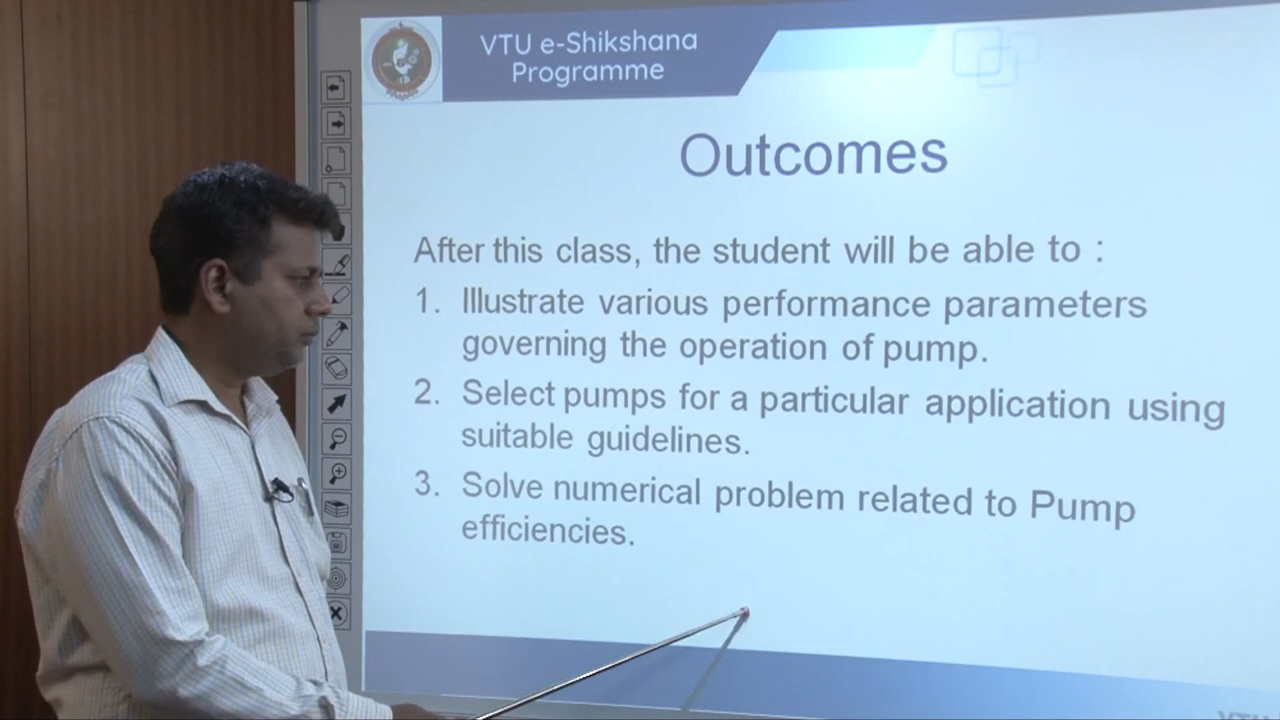 VTU e-Shikshana
Programme
Outcomes
After this class, the student will be able to :
1. Illustrate various performance parameters
governing the operation of pump.
2. Select pumps for a particular application using
suitable guidelines.
3. Solve numerical problem related to Pump
efficiencies.